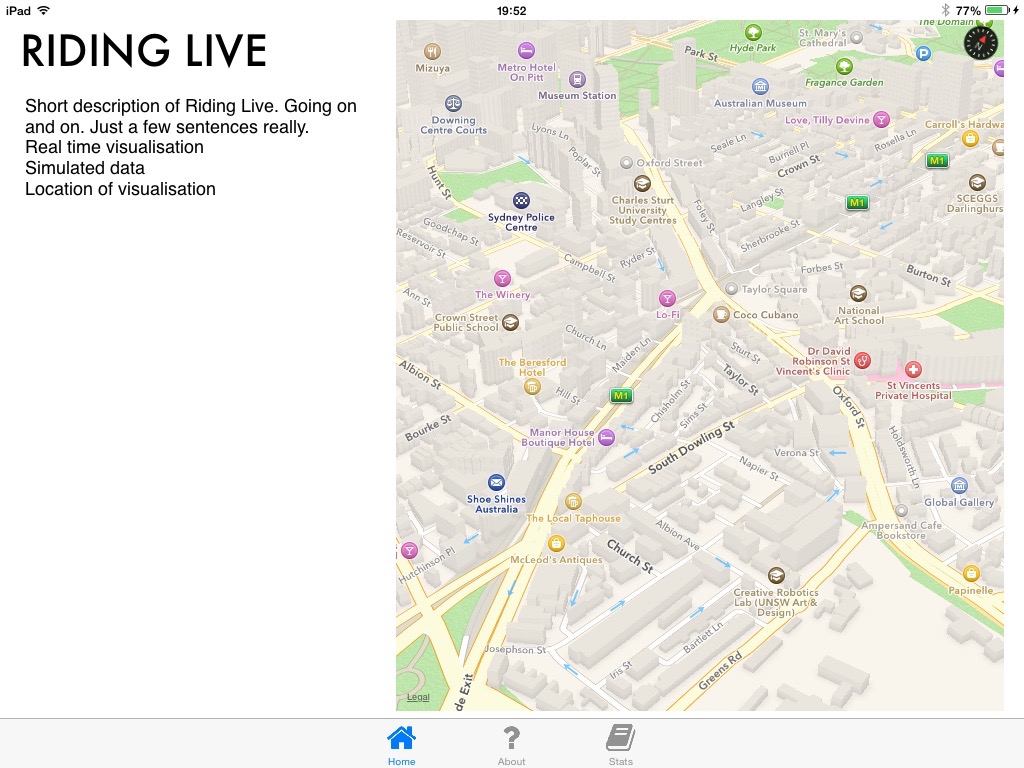 iPad
19:52
77%
RIDING LIVE
Short description of Riding Live. Going on
and on. Just a few sentences really.
Real time visualisation
Simulated data
Location of visualisation
The Domain
Hyde Park
St. Mary's
Cathedral
Park St
Mizuya
Metro Hotel
On Pitt
Museum Station
Fragrance Garden
Australian Museum
Downing
Centre Courts
Love, Tilly Devine
Carroll's Hardwa
Lyons Ln
Seale Ln
Rosella Ln
Burnell Pl
Crown St
M1
Poplar St
Oxford Street
Hunt St
Charles Sturt
University
Study Centres
SCEGGS
Darlinghurs
Langley St
M1
Sydney Police
Centre
Foley St
Goodchap St
Sherbrooke St
Reservoir St
Ryder St
Campbell St
Forbes St
Burton St
Ann St
The Winery
Taylor Square
Lo-Fi
Coco Cubano
National
Art School
Crown Street
Public School
Church Ln
Maiden Ln
Sturt St
Dr David
Robinson St
Vincent's Clinic
Albion St
The Beresford
Hotel
Taylor St
St Vincents
Private Hospital
Hill St
M1
Chisholm St
Sims St
Oxford St
Bourke St
Manor House
Boutique Hotel
South Dowling St
Holdsworth Ln
Verona St
Napier St
Shoe Shines
Australia
Global Gallery
The Local Taphouse
Ampersand Cafe
Bookstore
Albion Ave
Hutchinson Pl
McLeod's Antiques
Church St
Creative Robotics
Lab (UNSW Art &
Design)
Papinelle
Josephson St
Bartlett Ln
Iris St
Greens Rd
de Exit
Legal
Home
About
Stats